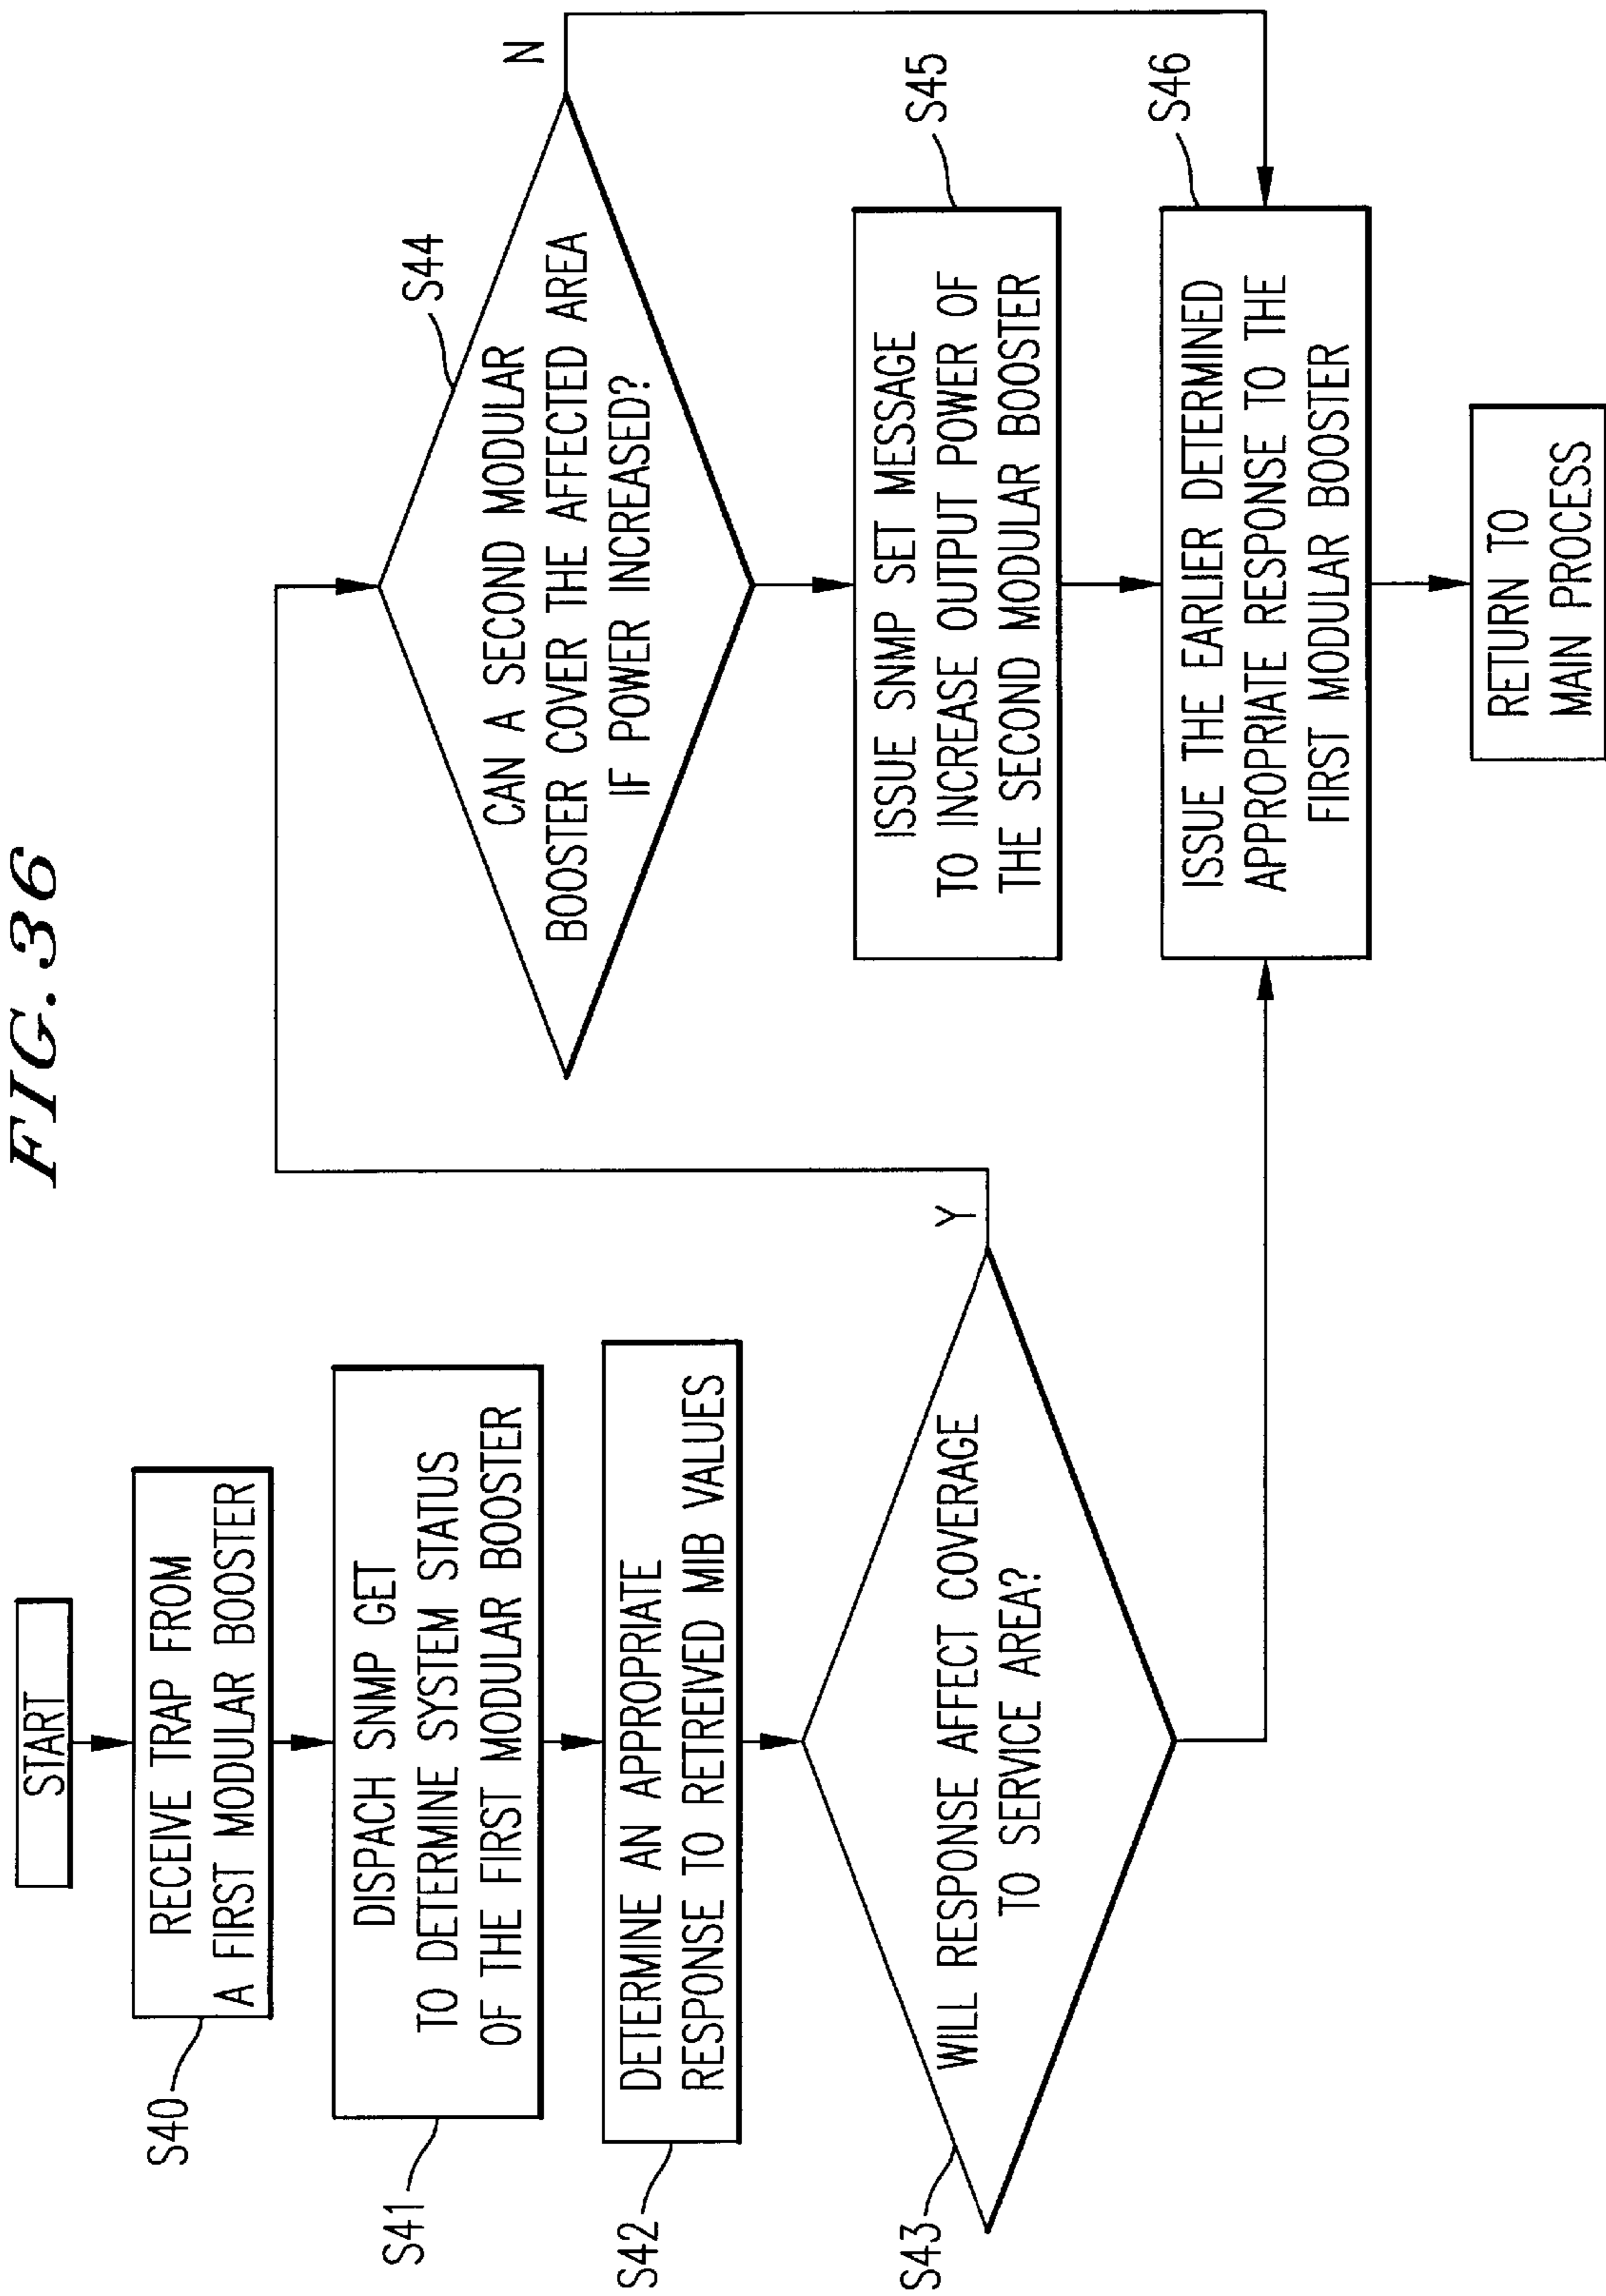 FIG. 36
START
RECEIVE TRAP FROM
A FIRST MODULAR BOOSTER
S40
DISPACH SNMP GET
TO DETERMINE SYSTEM STATUS
OF THE FIRST MODULAR BOOSTER
S41
DETERMINE AN APPROPRIATE
RESPONSE TO RETREIVED MIB VALUES
S42
WILL RESPONSE AFFECT COVERAGE
TO SERVICE AREA?
S43
Y
CAN A SECOND MODULAR
BOOSTER COVER THE AFFECTED AREA
IF POWER INCREASED?
S44
N
ISSUE SNMP SET MESSAGE
TO INCREASE OUTPUT POWER OF
THE SECOND MODULAR BOOSTER
S45
ISSUE THE EARLIER DETERMINED
APPROPRIATE RESPONSE TO THE
FIRST MODULAR BOOSTER
S46
RETURN TO
MAIN PROCESS